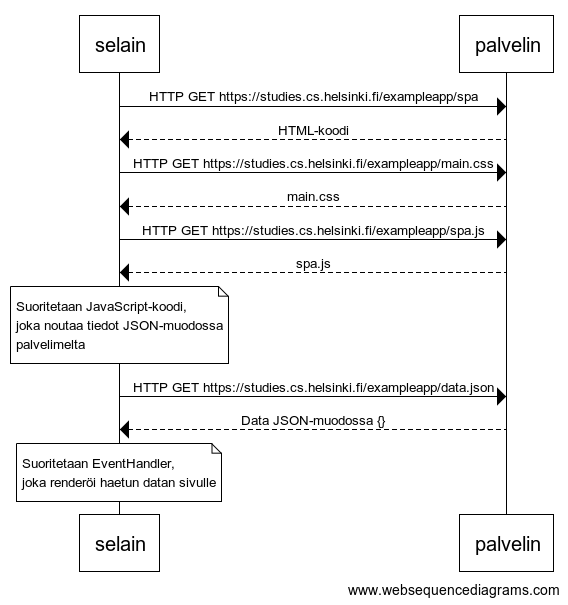 selain
palvelin
HTTP GET https://studies.cs.helsinki.fi/exampleapp/spa
HTML-koodi
HTTP GET https://studies.cs.helsinki.fi/exampleapp/main.css
main.css
HTTP GET https://studies.cs.helsinki.fi/exampleapp/spa.js
spa.js
Suoritetaan JavaScript-koodi,
joka noutaa tiedot JSON-muodossa
palvelimelta
HTTP GET https://studies.cs.helsinki.fi/exampleapp/data.json
Data JSON-muodossa {}
Suoritetaan EventHandler,
joka renderöi haetun datan sivulle
selain
palvelin
www.websequencediagrams.com